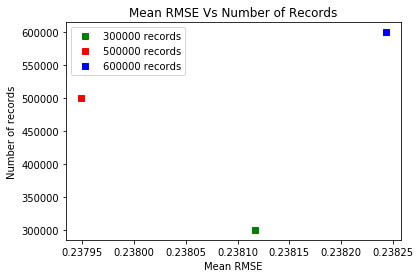 Mean RMSE Vs Number of Records
300000 records
500000 records
600000 records
Number of records
600000
550000
500000
450000
400000
350000
300000
0.23795 0.23800 0.23805 0.23810 0.23815 0.23820 0.23825
Mean RMSE